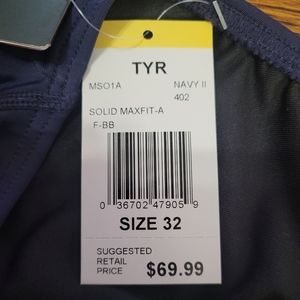 TYR
MSO1A NAVY II
402
SOLID MAXFIT-A
F-BB
0 36702 47905 9
SIZE 32
SUGGESTED
RETAIL
PRICE $69.99